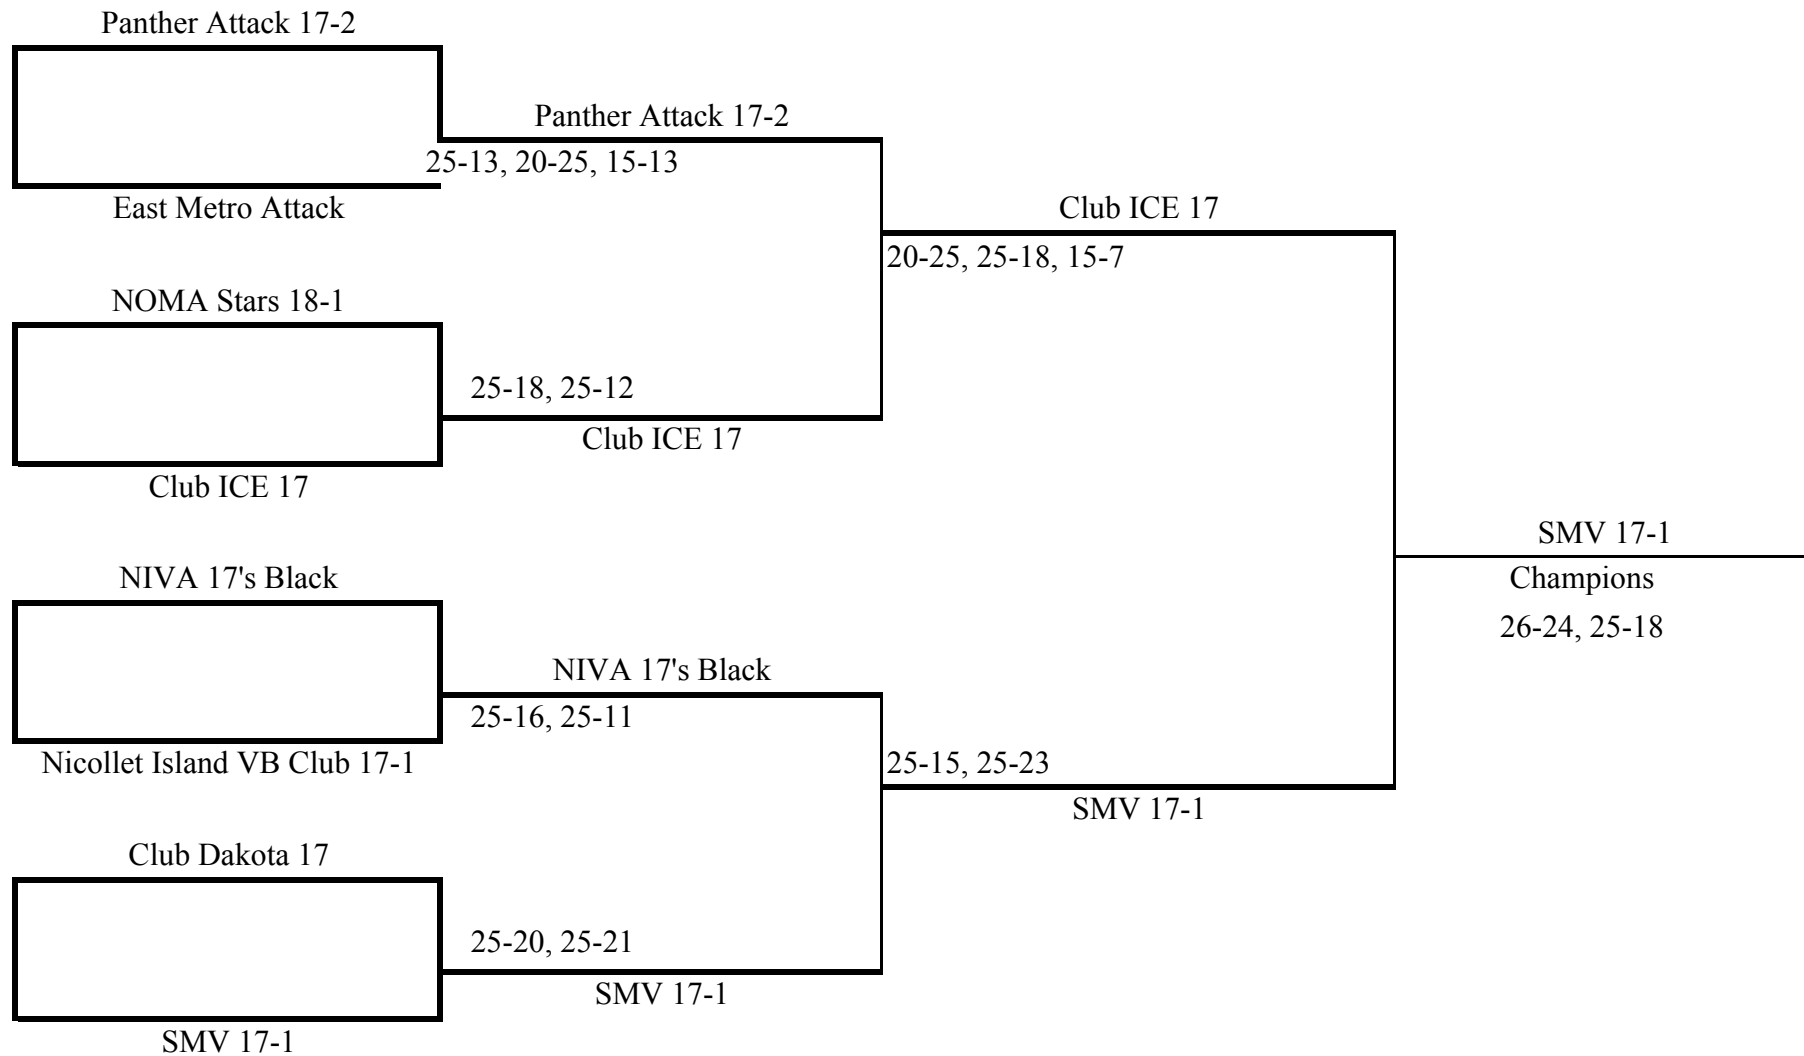 Panther Attack 17-2
Panther Attack 17-2
25-13, 20-25, 15-13
East Metro Attack
Club ICE 17
20-25, 25-18, 15-7
NOMA Stars 18-1
25-18, 25-12
Club ICE 17
Club ICE 17
SMV 17-1
Champions
26-24, 25-18
NIVA 17's Black
NIVA 17's Black
25-16, 25-11
Nicollet Island VB Club 17-1
25-15, 25-23
SMV 17-1
Club Dakota 17
25-20, 25-21
SMV 17-1
SMV 17-1